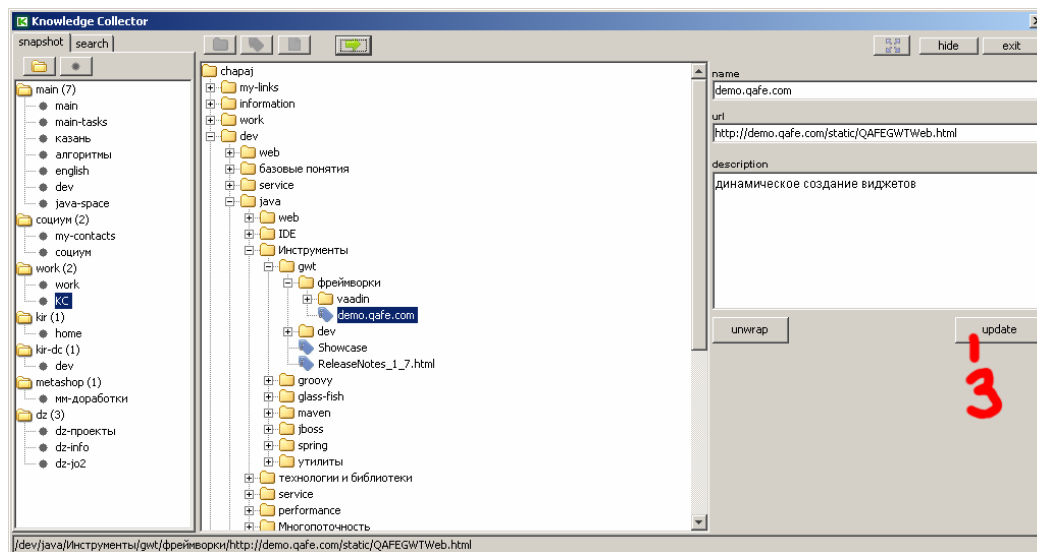 Knowledge Collector
snapshot search
hide exit
main (7)
main
main-tasks
казань
алгоритмы
english
dev
java-space
социум (2)
my-contacts
социум
work (2)
work
KC
kir (1)
home
kir-dc (1)
dev
metashop (1)
мм-доработки
dz (3)
dz-проекты
dz-info
dz-jo2
chapaj
my-links
information
work
dev
web
базовые понятия
service
java
web
IDE
Инструменты
gwt
фреймворки
vaadin
demo.qafe.com
dev
Showcase
ReleaseNotes_1_7.html
groovy
glass-fish
maven
jboss
spring
утилиты
технологии и библиотеки
service
performance
Многопоточность
name
demo.qafe.com
url
http://demo.qafe.com/static/QAFEGWTWeb.html
description
динамическое создание виджетов
unwrap update
3
/dev/java/Инструменты/gwt/фреймворки/http://demo.qafe.com/static/QAFEGWTWeb.html